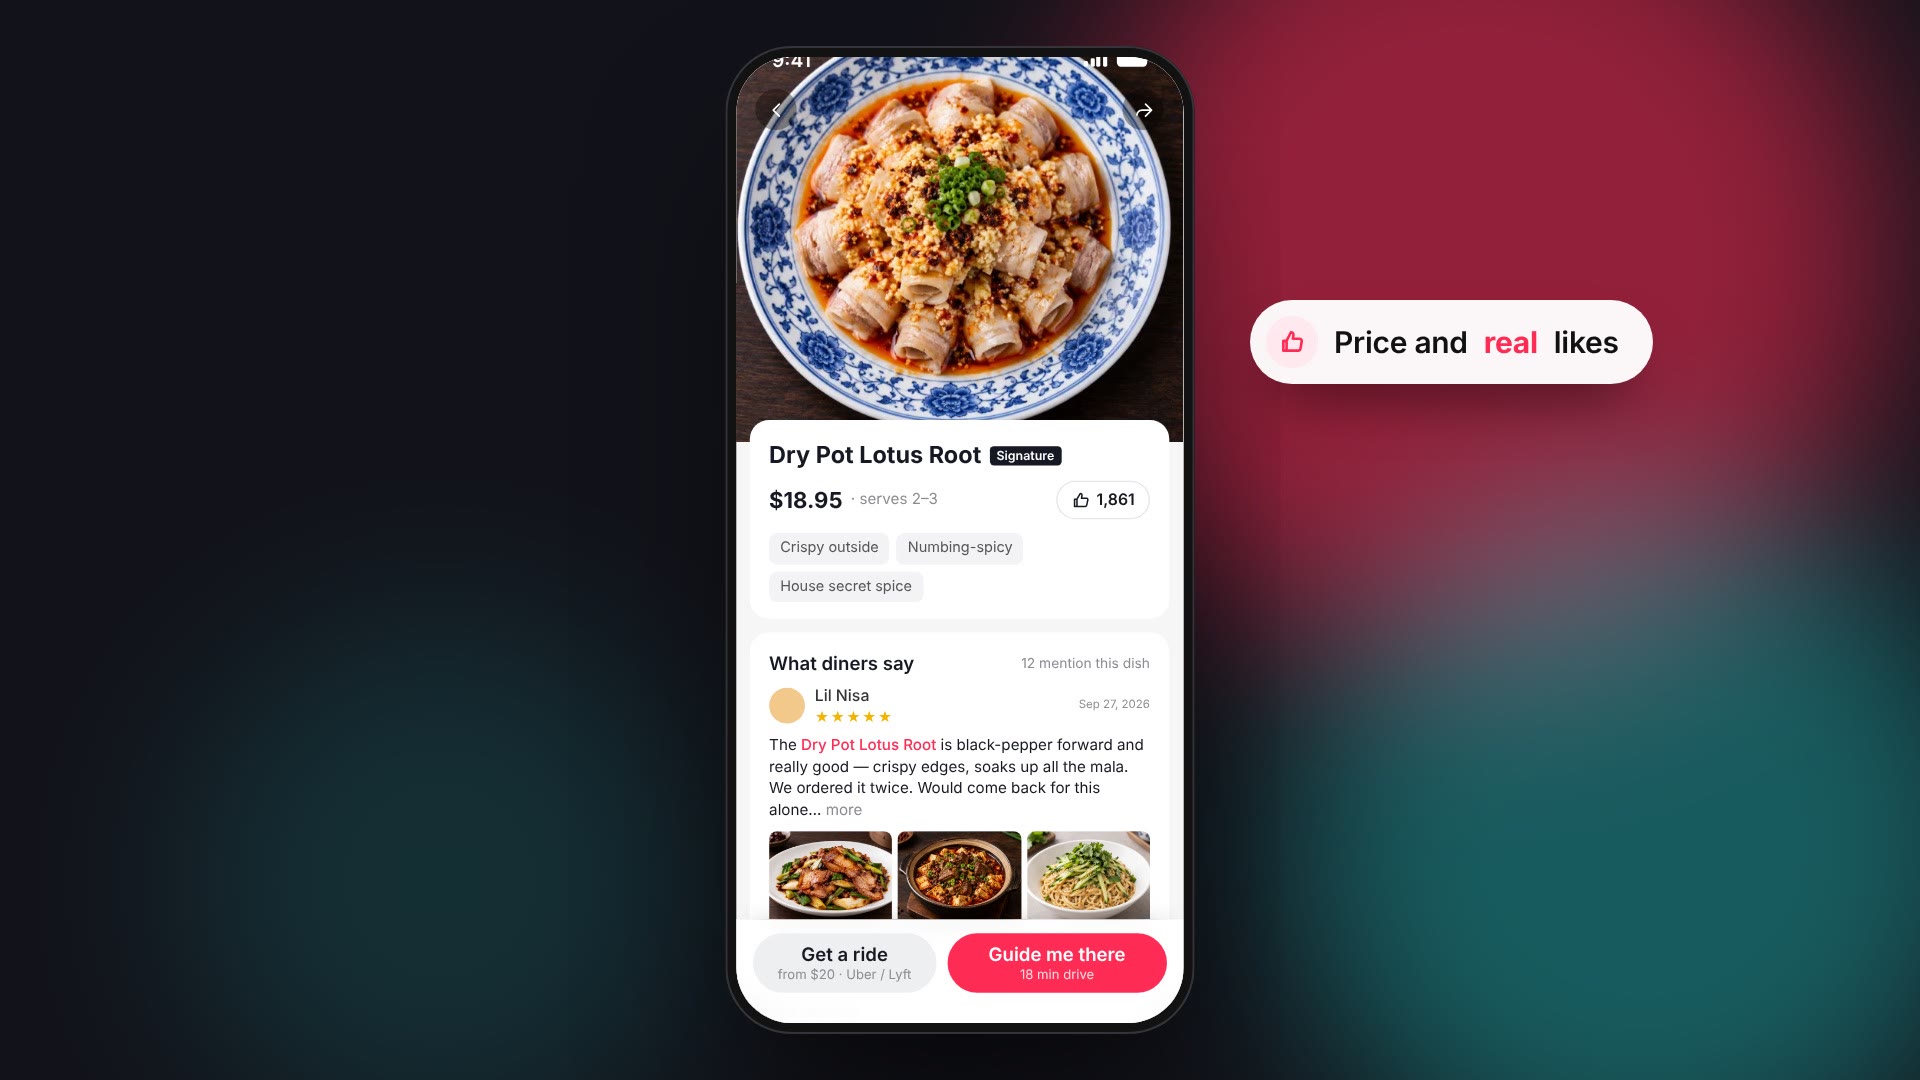 9:41
Dry Pot Lotus Root Signature
$18.95 · serves 2–3
1,861
Crispy outside
Numbing-spicy
House secret spice
What diners say
12 mention this dish
Lil Nisa
★★★★★
Sep 27, 2026
The Dry Pot Lotus Root is black-pepper forward and
really good — crispy edges, soaks up all the mala.
We ordered it twice. Would come back for this
alone... more
Get a ride
from $20 · Uber / Lyft
Guide me there
18 min drive
Price and real likes